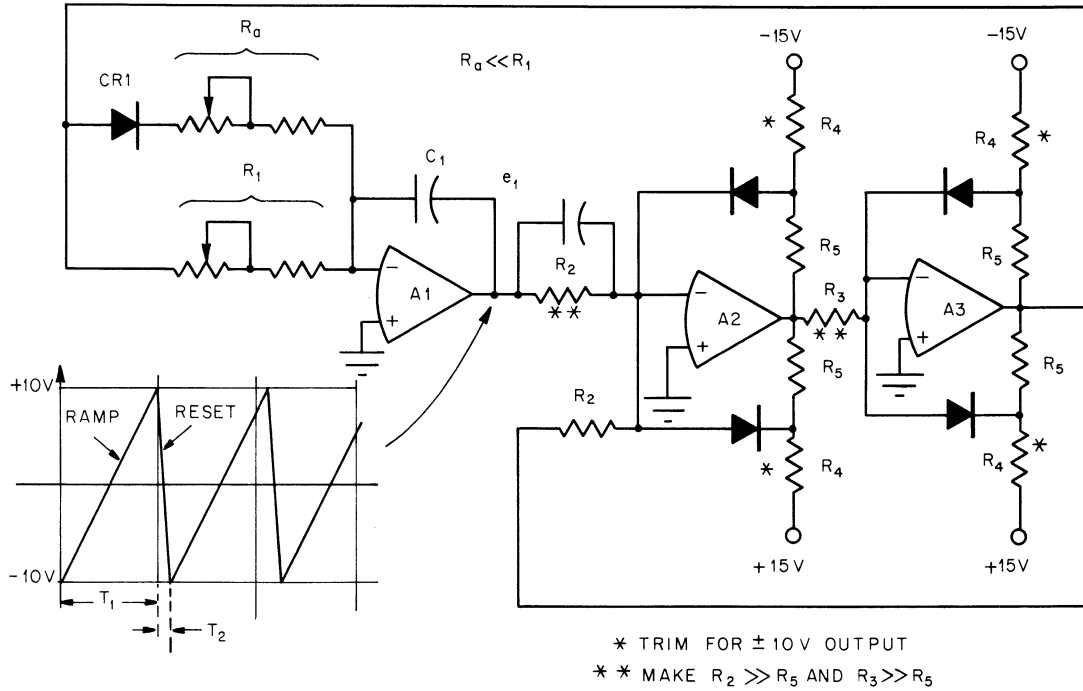 Ra
Ra<<R1
-15V
-15V
CR1
* R4
R4 *
C1
e1
R1
R5
R5
R2
* *
R3
* *
- A1 +
- A2 +
- A3 +
R5
R5
R2
* R4
R4 *
+15V
+15V
+10V
RAMP
RESET
-10V
T1
T2
* TRIM FOR ±10V OUTPUT
* * MAKE R2 >> R5 AND R3 >> R5